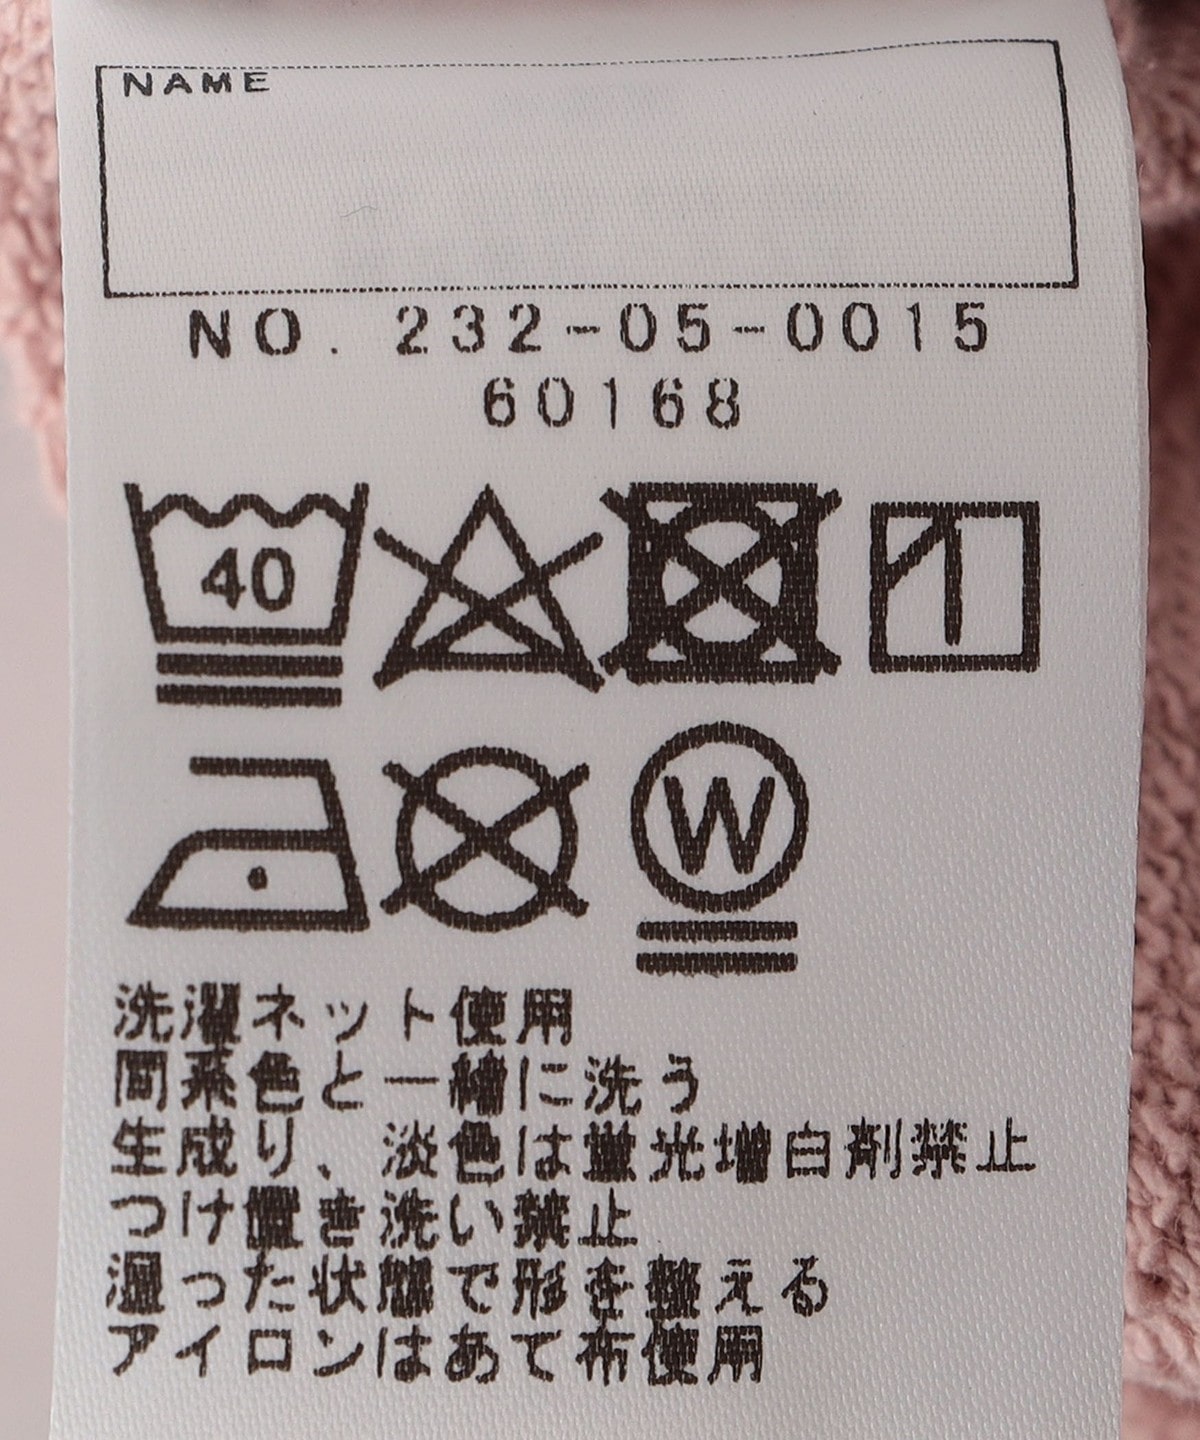 NAME
NO. 232-05-0015
60168
40
W
洗濯ネット使用
同系色と一緒に洗う
生成り、淡色は蛍光増白剤禁止
つけ置き洗い禁止
湿った状態で形を整える
アイロンはあて布使用